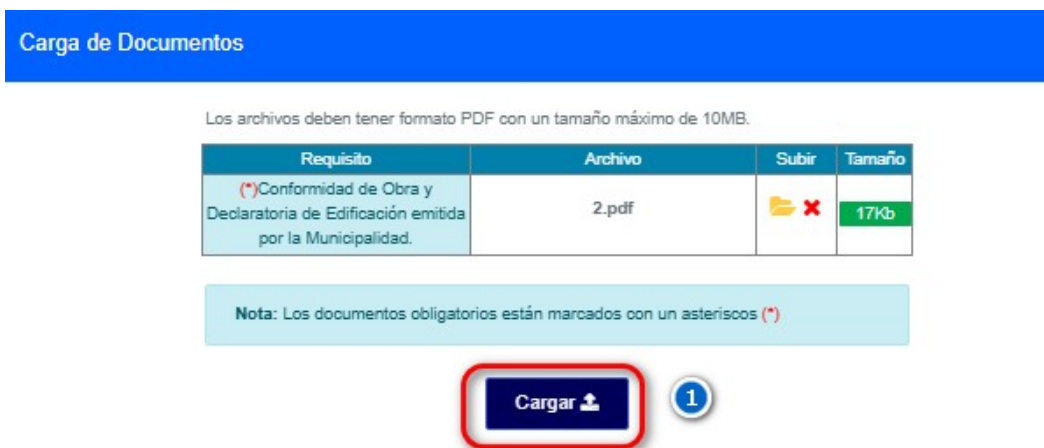 Carga de Documentos
Los archivos deben tener formato PDF con un tamaño máximo de 10MB.
Requisito Archivo Subir Tamaño
(*)Conformidad de Obra y
Declaratoria de Edificación emitida
por la Municipalidad.
2.pdf
17Kb
Nota: Los documentos obligatorios están marcados con un asteriscos (*)
Cargar
1